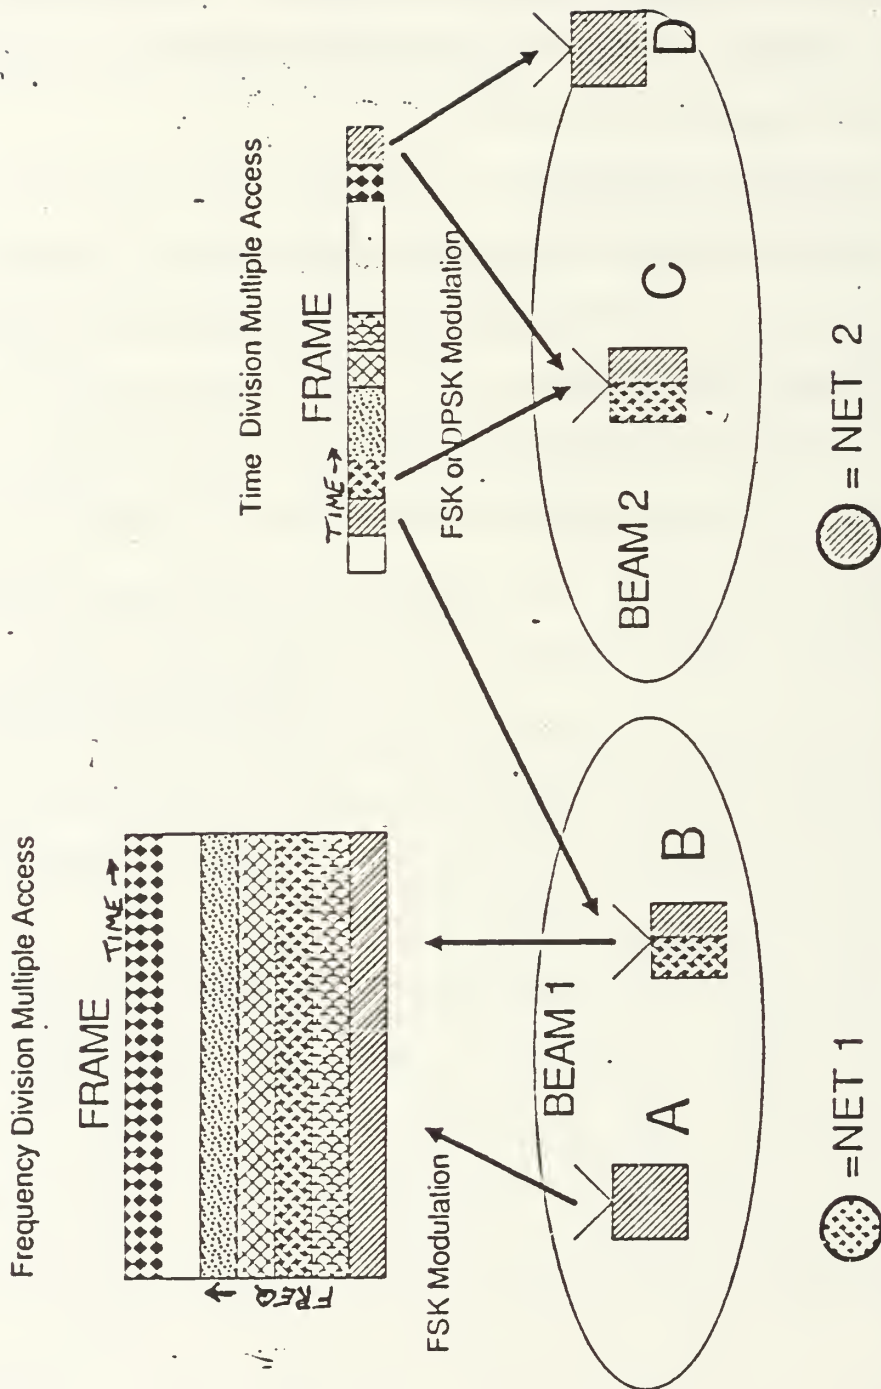 Frequency Division Multiple Access
FRAME
TIME →
FREQ →
FSK Modulation
BEAM 1
A
B
=NET 1
Time Division Multiple Access
FRAME
TIME →
FSK or DPSK Modulation
BEAM 2
C
D
= NET 2